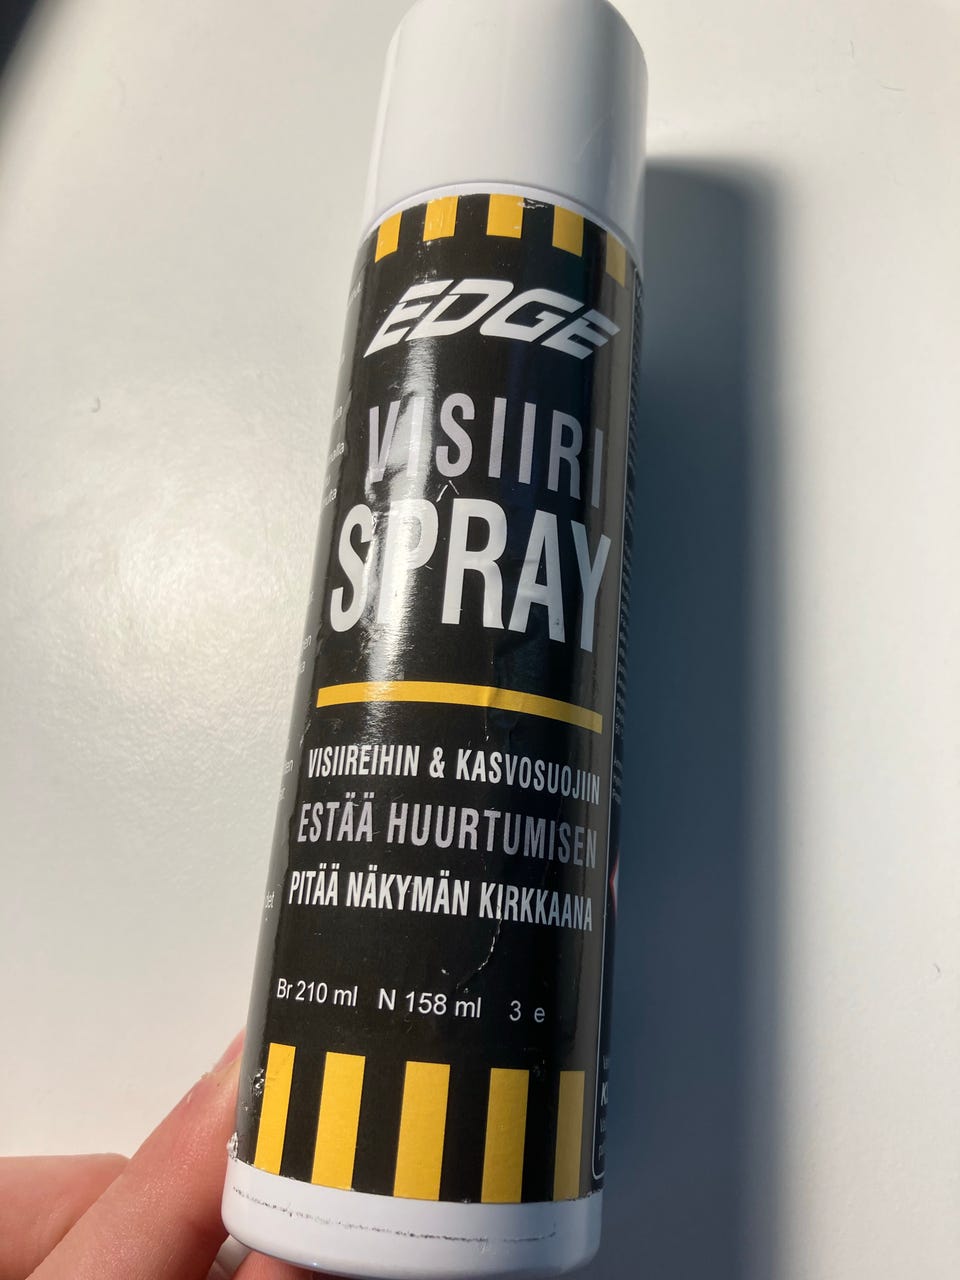 EDGE
VISIIRI
SPRAY
VISIIREIHIN & KASVOSUOJIIN
ESTÄÄ HUURTUMISEN
PITÄÄ NÄKYMÄN KIRKKAANA
Br 210 ml N 158 ml 3 e